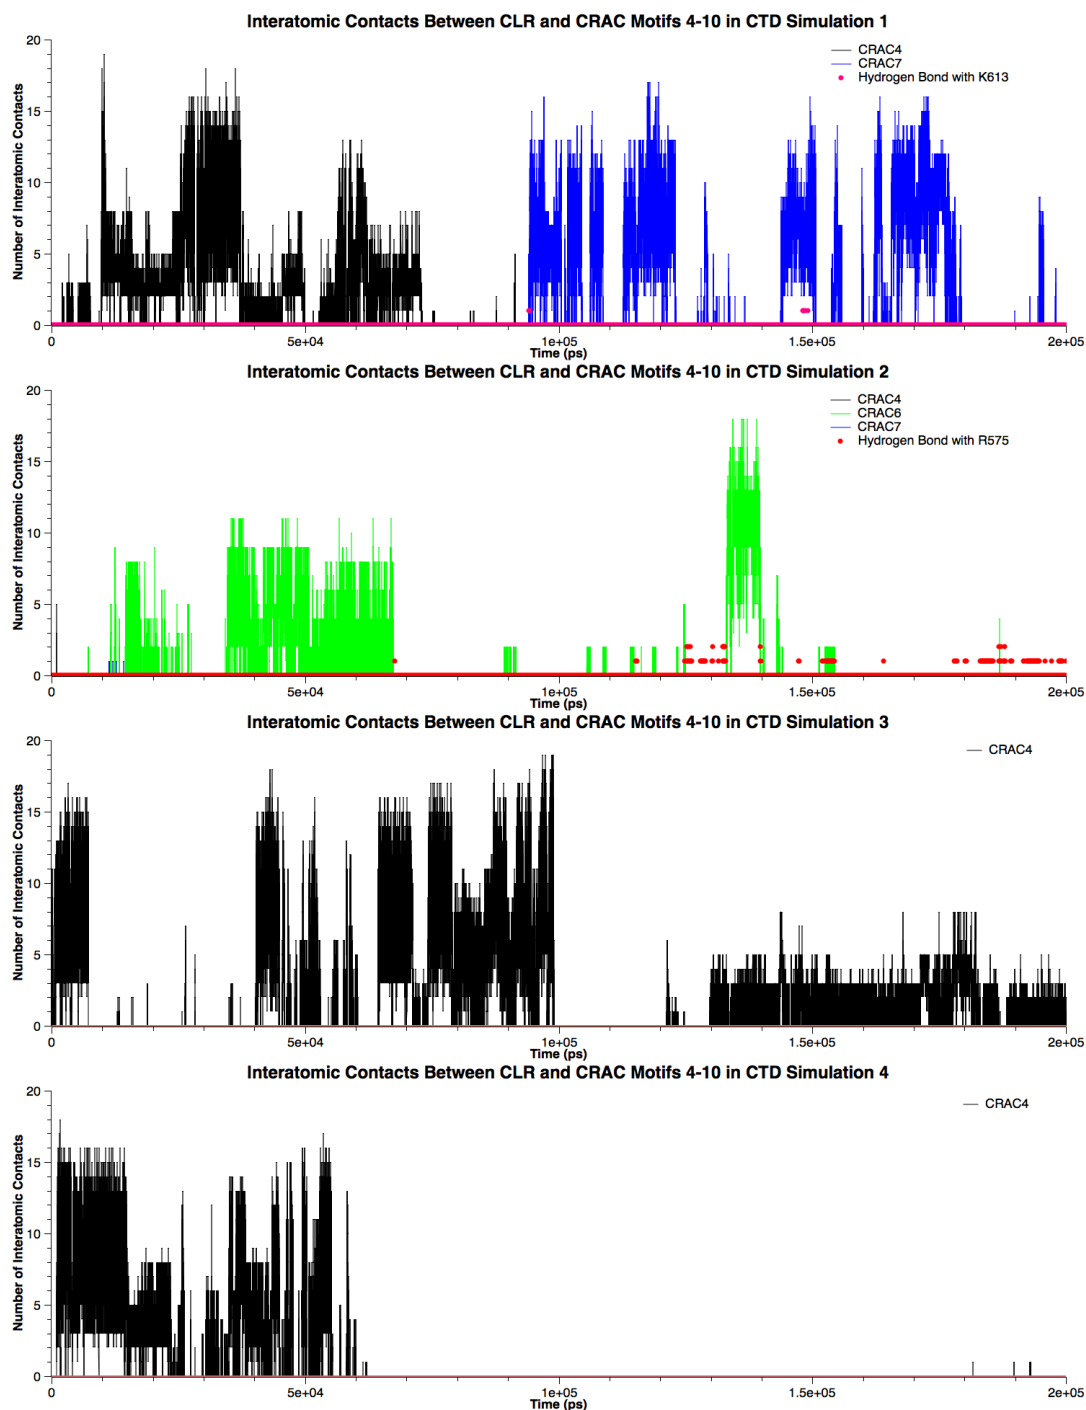 Interatomic Contacts Between CLR and CRAC Motifs 4-10 in CTD Simulation 1
Number of Interatomic Contacts
20
15
10
5
0
CRAC4
CRAC7
Hydrogen Bond with K613
0 5e+04 1e+05 1.5e+05 2e+05
Time (ps)
Interatomic Contacts Between CLR and CRAC Motifs 4-10 in CTD Simulation 2
Number of Interatomic Contacts
20
15
10
5
0
CRAC4
CRAC6
CRAC7
Hydrogen Bond with R575
0 5e+04 1e+05 1.5e+05 2e+05
Time (ps)
Interatomic Contacts Between CLR and CRAC Motifs 4-10 in CTD Simulation 3
Number of Interatomic Contacts
20
15
10
5
0
CRAC4
0 5e+04 1e+05 1.5e+05 2e+05
Time (ps)
Interatomic Contacts Between CLR and CRAC Motifs 4-10 in CTD Simulation 4
Number of Interatomic Contacts
20
15
10
5
0
CRAC4
0 5e+04 1e+05 1.5e+05 2e+05
Time (ps)